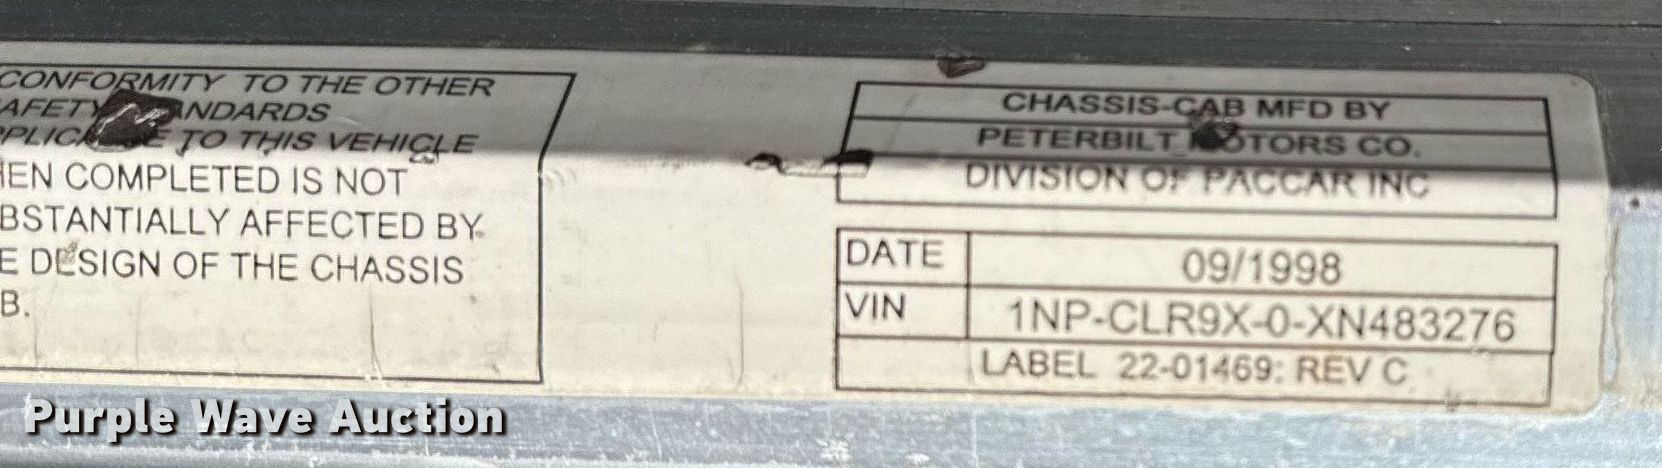 CONFORMITY TO THE OTHER
AFETY ANDARDS
TO THIS VEHICLE
EN COMPLETED IS NOT
BSTANTIALLY AFFECTED BY
E DESIGN OF THE CHASSIS
B.
CHASSIS-CAB MFD BY
PETERBILT MOTORS CO.
DIVISION OF PACCAR INC
DATE 09/1998
VIN 1NP-CLR9X-0-XN483276
LABEL 22-01469: REV C
Purple Wave Auction